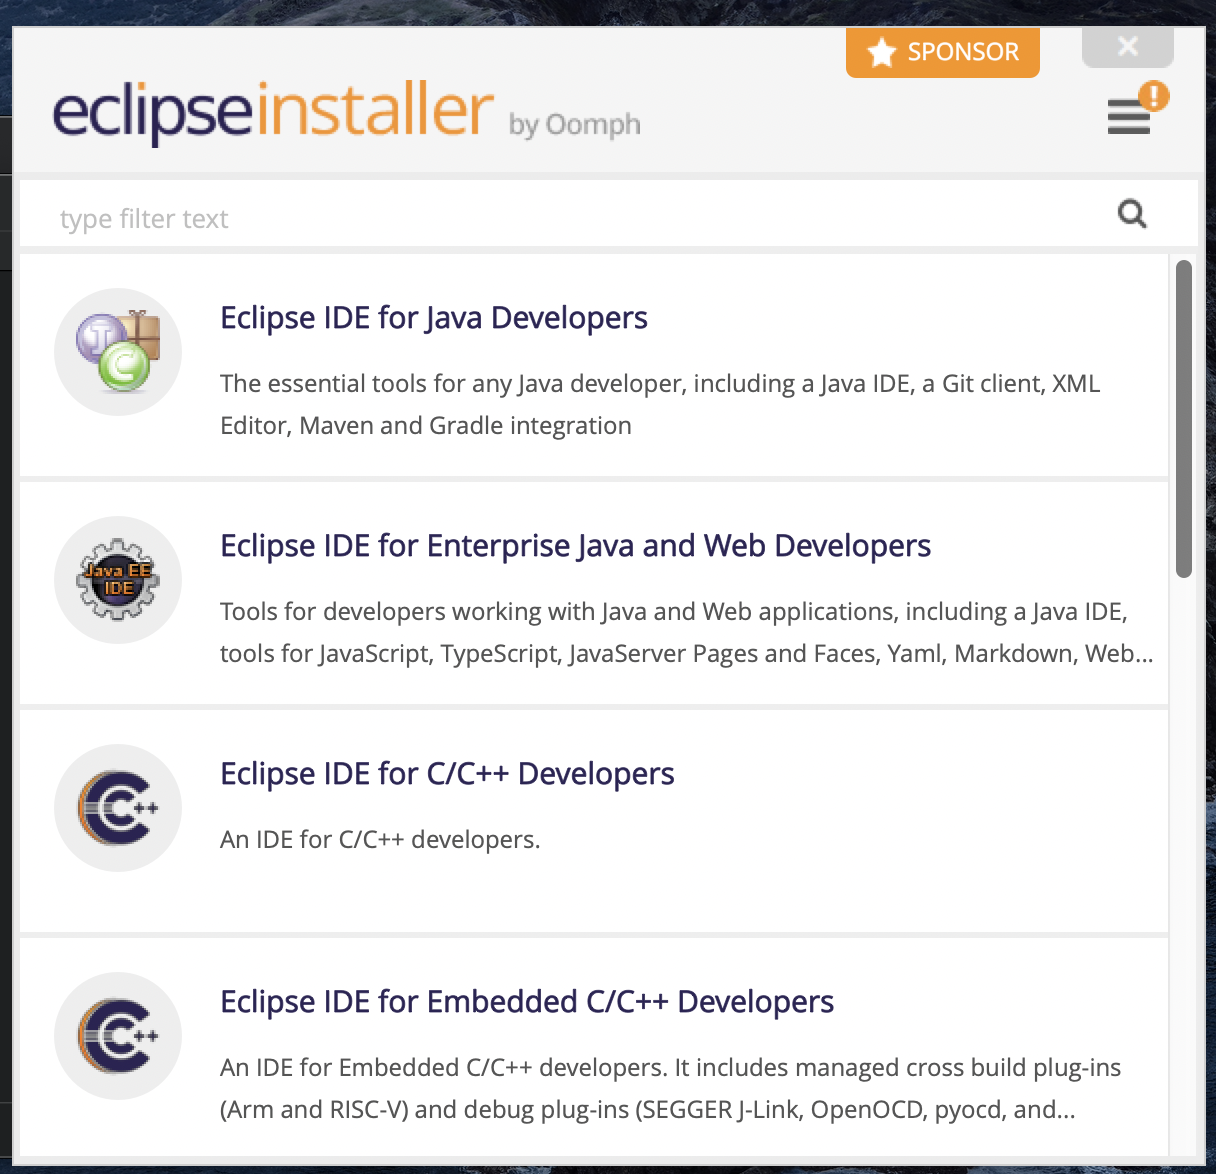 SPONSOR
eclipseinstaller by Oomph
type filter text
Eclipse IDE for Java Developers
The essential tools for any Java developer, including a Java IDE, a Git client, XML
Editor, Maven and Gradle integration
Java EE
IDE
Eclipse IDE for Enterprise Java and Web Developers
Tools for developers working with Java and Web applications, including a Java IDE,
tools for JavaScript, TypeScript, JavaServer Pages and Faces, Yaml, Markdown, Web...
C++
Eclipse IDE for C/C++ Developers
An IDE for C/C++ developers.
C++
Eclipse IDE for Embedded C/C++ Developers
An IDE for Embedded C/C++ developers. It includes managed cross build plug-ins
(Arm and RISC-V) and debug plug-ins (SEGGER J-Link, OpenOCD, pyocd, and...